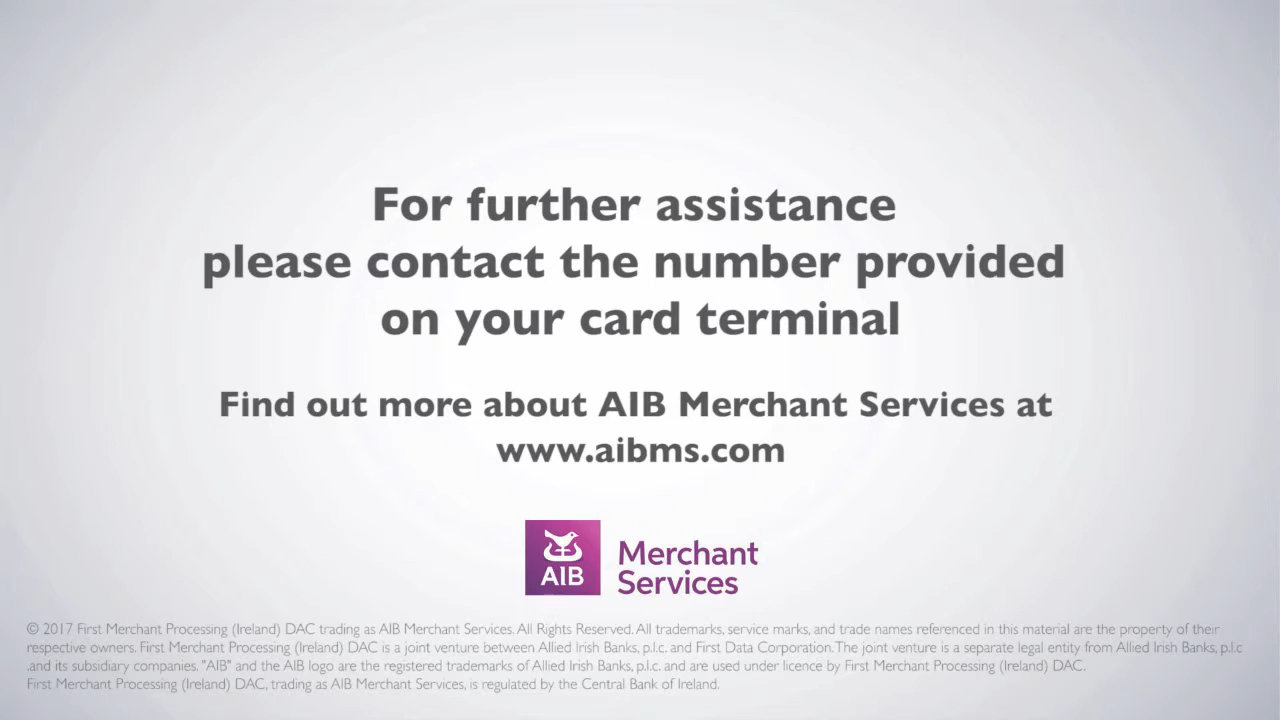 For further assistance
please contact the number provided
on your card terminal
Find out more about AIB Merchant Services at
www.aibms.com
AIB
Merchant
Services
© 2017 First Merchant Processing (Ireland) DAC trading as AIB Merchant Services. All Rights Reserved. All trademarks, service marks, and trade names referenced in this material are the property of their
respective owners. First Merchant Processing (Ireland) DAC is a joint venture between Allied Irish Banks, p.l.c. and First Data Corporation. The joint venture is a separate legal entity from Allied Irish Banks, p.l.c
.and its subsidiary companies. "AIB" and the AIB logo are the registered trademarks of Allied Irish Banks, p.l.c. and are used under licence by First Merchant Processing (Ireland) DAC.
First Merchant Processing (Ireland) DAC, trading as AIB Merchant Services, is regulated by the Central Bank of Ireland.